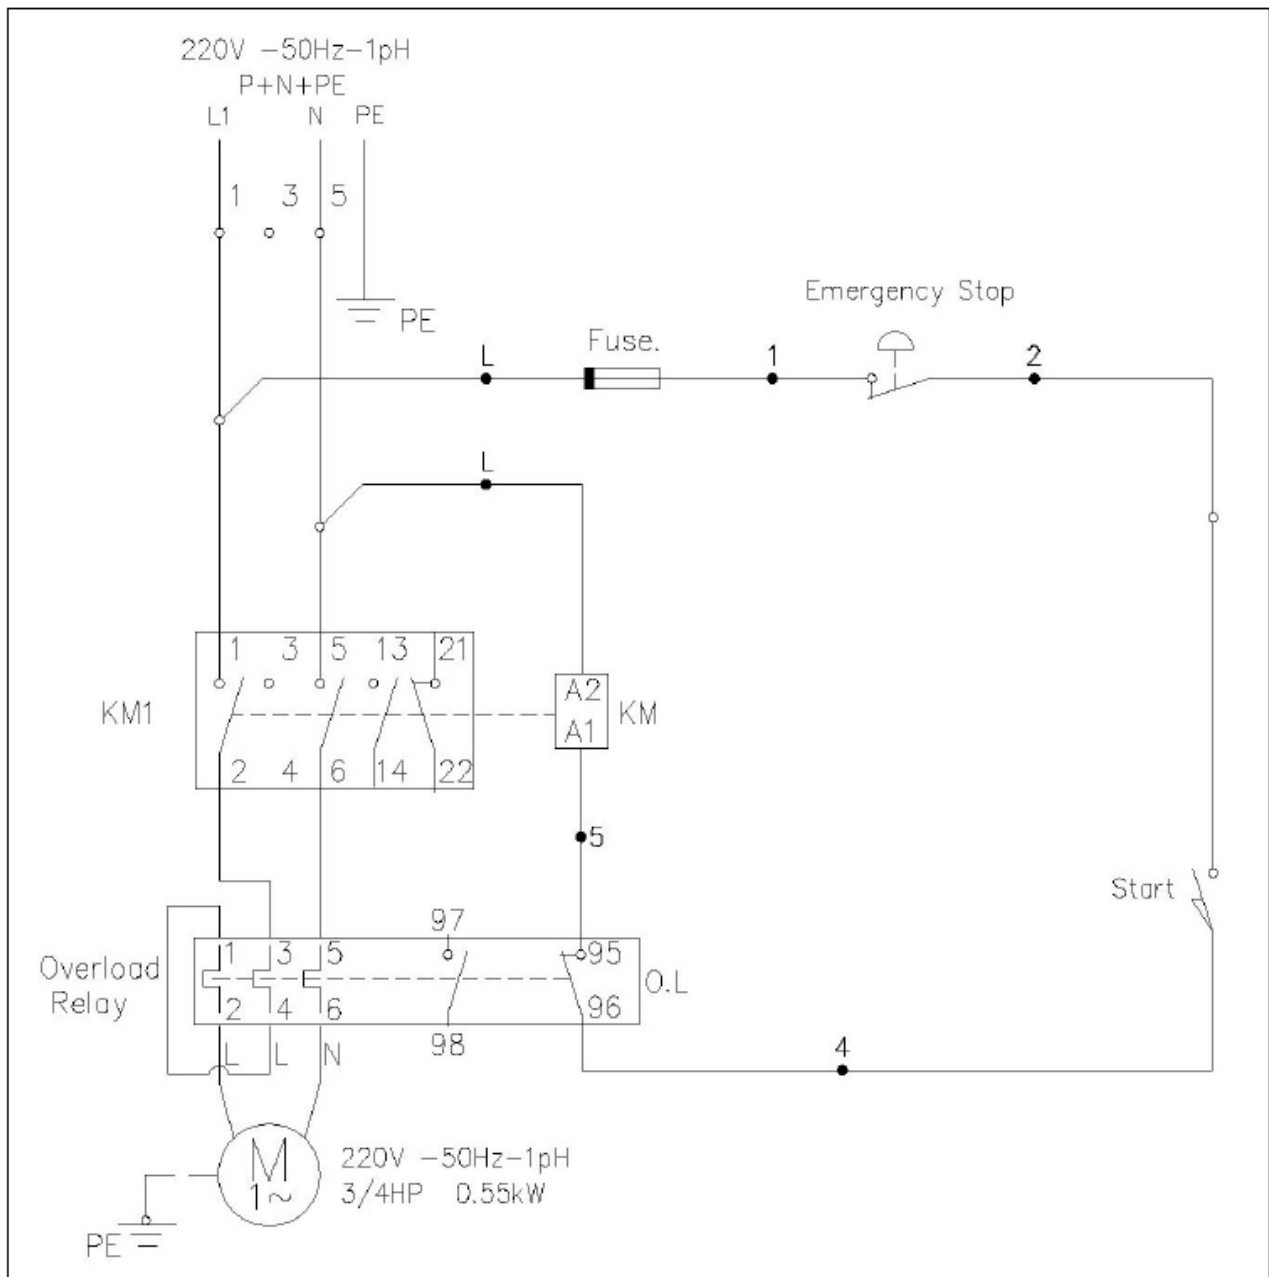 220V -50Hz-1pH
P+N+PE
L1 N PE
1 3 5
PE
Emergency Stop
Fuse.
L 1 2
L
1 3 5 13 21
KM1
A2
A1
KM
2 4 6 14 22
5
Start
97
1 3 5 95
Overload
Relay
O.L
2 4 6 96
98
L L N
4
M
1~
220V -50Hz-1pH
3/4HP 0.55kW
PE